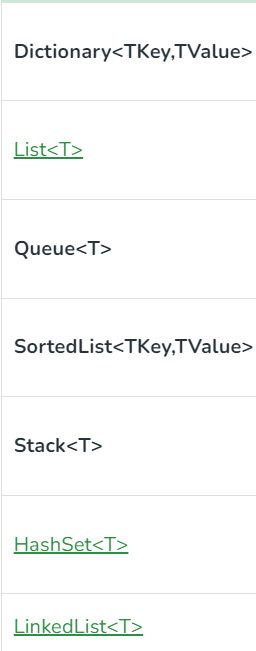 Dictionary<TKey,TValue>
List<T>
Queue<T>
SortedList<TKey,TValue>
Stack<T>
HashSet<T>
LinkedList<T>